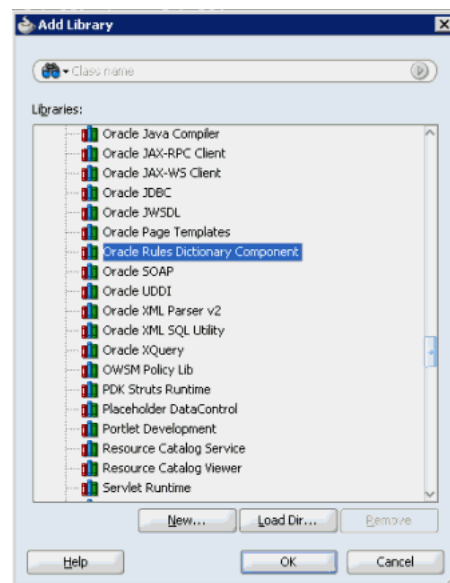 Add Library
Class name
Libraries:
Oracle Java Compiler
Oracle JAX-RPC Client
Oracle JAX-WS Client
Oracle JDBC
Oracle JWSDL
Oracle Page Templates
Oracle Rules Dictionary Component
Oracle SOAP
Oracle UDDI
Oracle XML Parser v2
Oracle XML SQL Utility
Oracle XQuery
OWSM Policy Lib
PDK Struts Runtime
Placeholder DataControl
Portlet Development
Resource Catalog Service
Resource Catalog Viewer
Servlet Runtime
New... Load Dir... Remove
Help OK Cancel